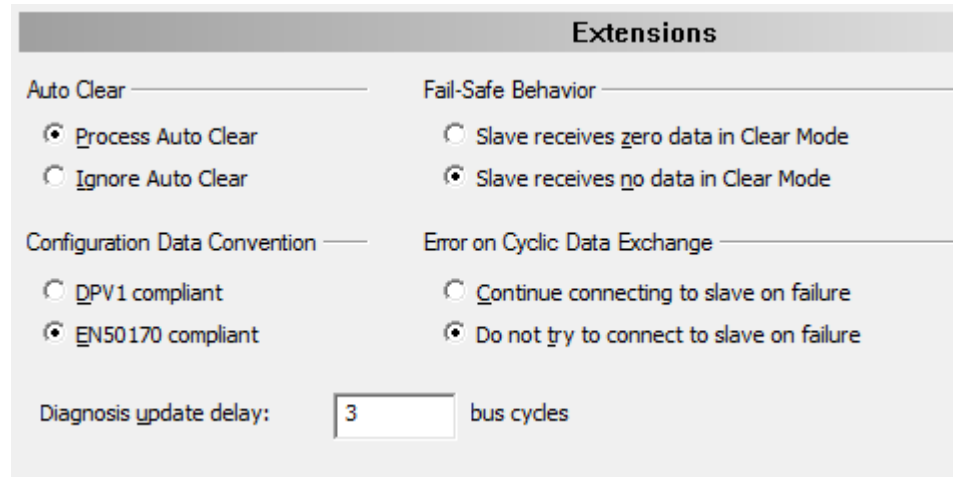 Extensions
Auto Clear
Process Auto Clear
Ignore Auto Clear
Fail-Safe Behavior
Slave receives zero data in Clear Mode
Slave receives no data in Clear Mode
Configuration Data Convention
DPV1 compliant
EN50170 compliant
Error on Cyclic Data Exchange
Continue connecting to slave on failure
Do not try to connect to slave on failure
Diagnosis update delay: 3 bus cycles